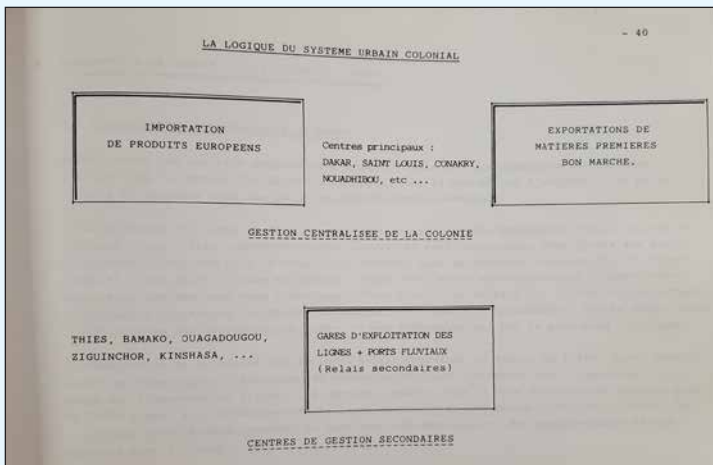 - 40
LA LOGIQUE DU SYSTEME URBAIN COLONIAL
IMPORTATION
DE PRODUITS EUROPEENS
Centres principaux :
DAKAR, SAINT LOUIS, CONAKRY,
NOUADHIBOU, etc ...
EXPORTATIONS DE
MATIERES PREMIERES
BON MARCHE.
GESTION CENTRALISEE DE LA COLONIE
THIES, BAMAKO, OUAGADOUGOU,
ZIGUINCHOR, KINSHASA, ...
GARES D'EXPLOITATION DES
LIGNES + PORTS FLUVIAUX
(Relais secondaires)
CENTRES DE GESTION SECONDAIRES